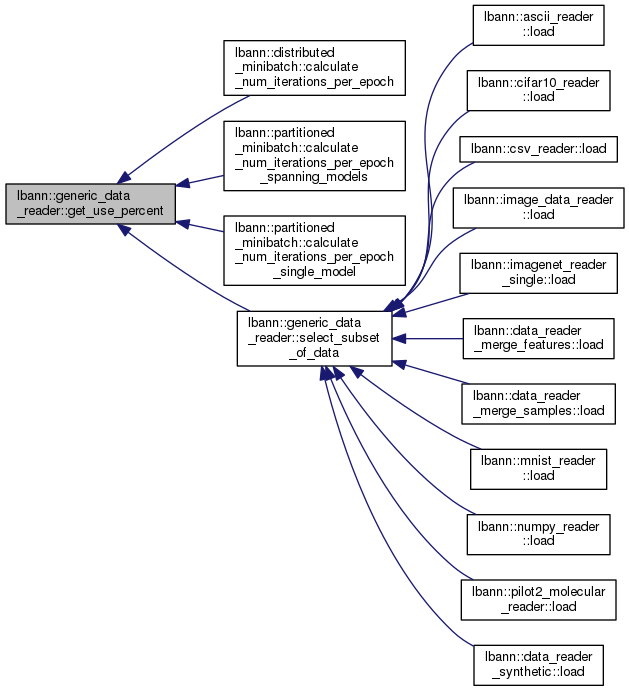 lbann::generic_data
_reader::get_use_percent
lbann::distributed
_minibatch::calculate
_num_iterations_per_epoch
lbann::partitioned
_minibatch::calculate
_num_iterations_per_epoch
_spanning_models
lbann::partitioned
_minibatch::calculate
_num_iterations_per_epoch
_single_model
lbann::generic_data
_reader::select_subset
_of_data
lbann::ascii_reader
::load
lbann::cifar10_reader
::load
lbann::csv_reader::load
lbann::image_data_reader
::load
lbann::imagenet_reader
_single::load
lbann::data_reader
_merge_features::load
lbann::data_reader
_merge_samples::load
lbann::mnist_reader
::load
lbann::numpy_reader
::load
lbann::pilot2_molecular
_reader::load
lbann::data_reader
_synthetic::load